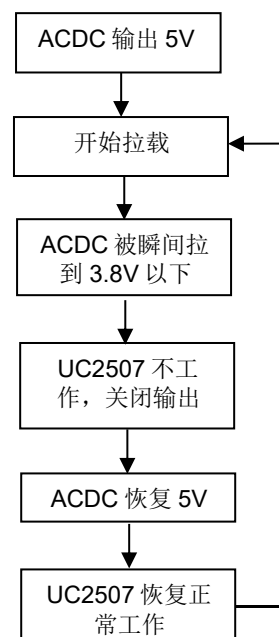 ACDC 输出 5V
开始拉载
ACDC 被瞬间拉
到 3.8V 以下
UC2507 不工
作，关闭输出
ACDC 恢复 5V
UC2507 恢复正
常工作